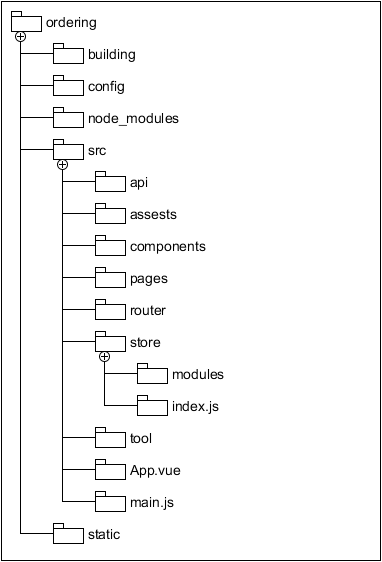 ordering
building
config
node_modules
src
api
assests
components
pages
router
store
modules
index.js
tool
App.vue
main.js
static